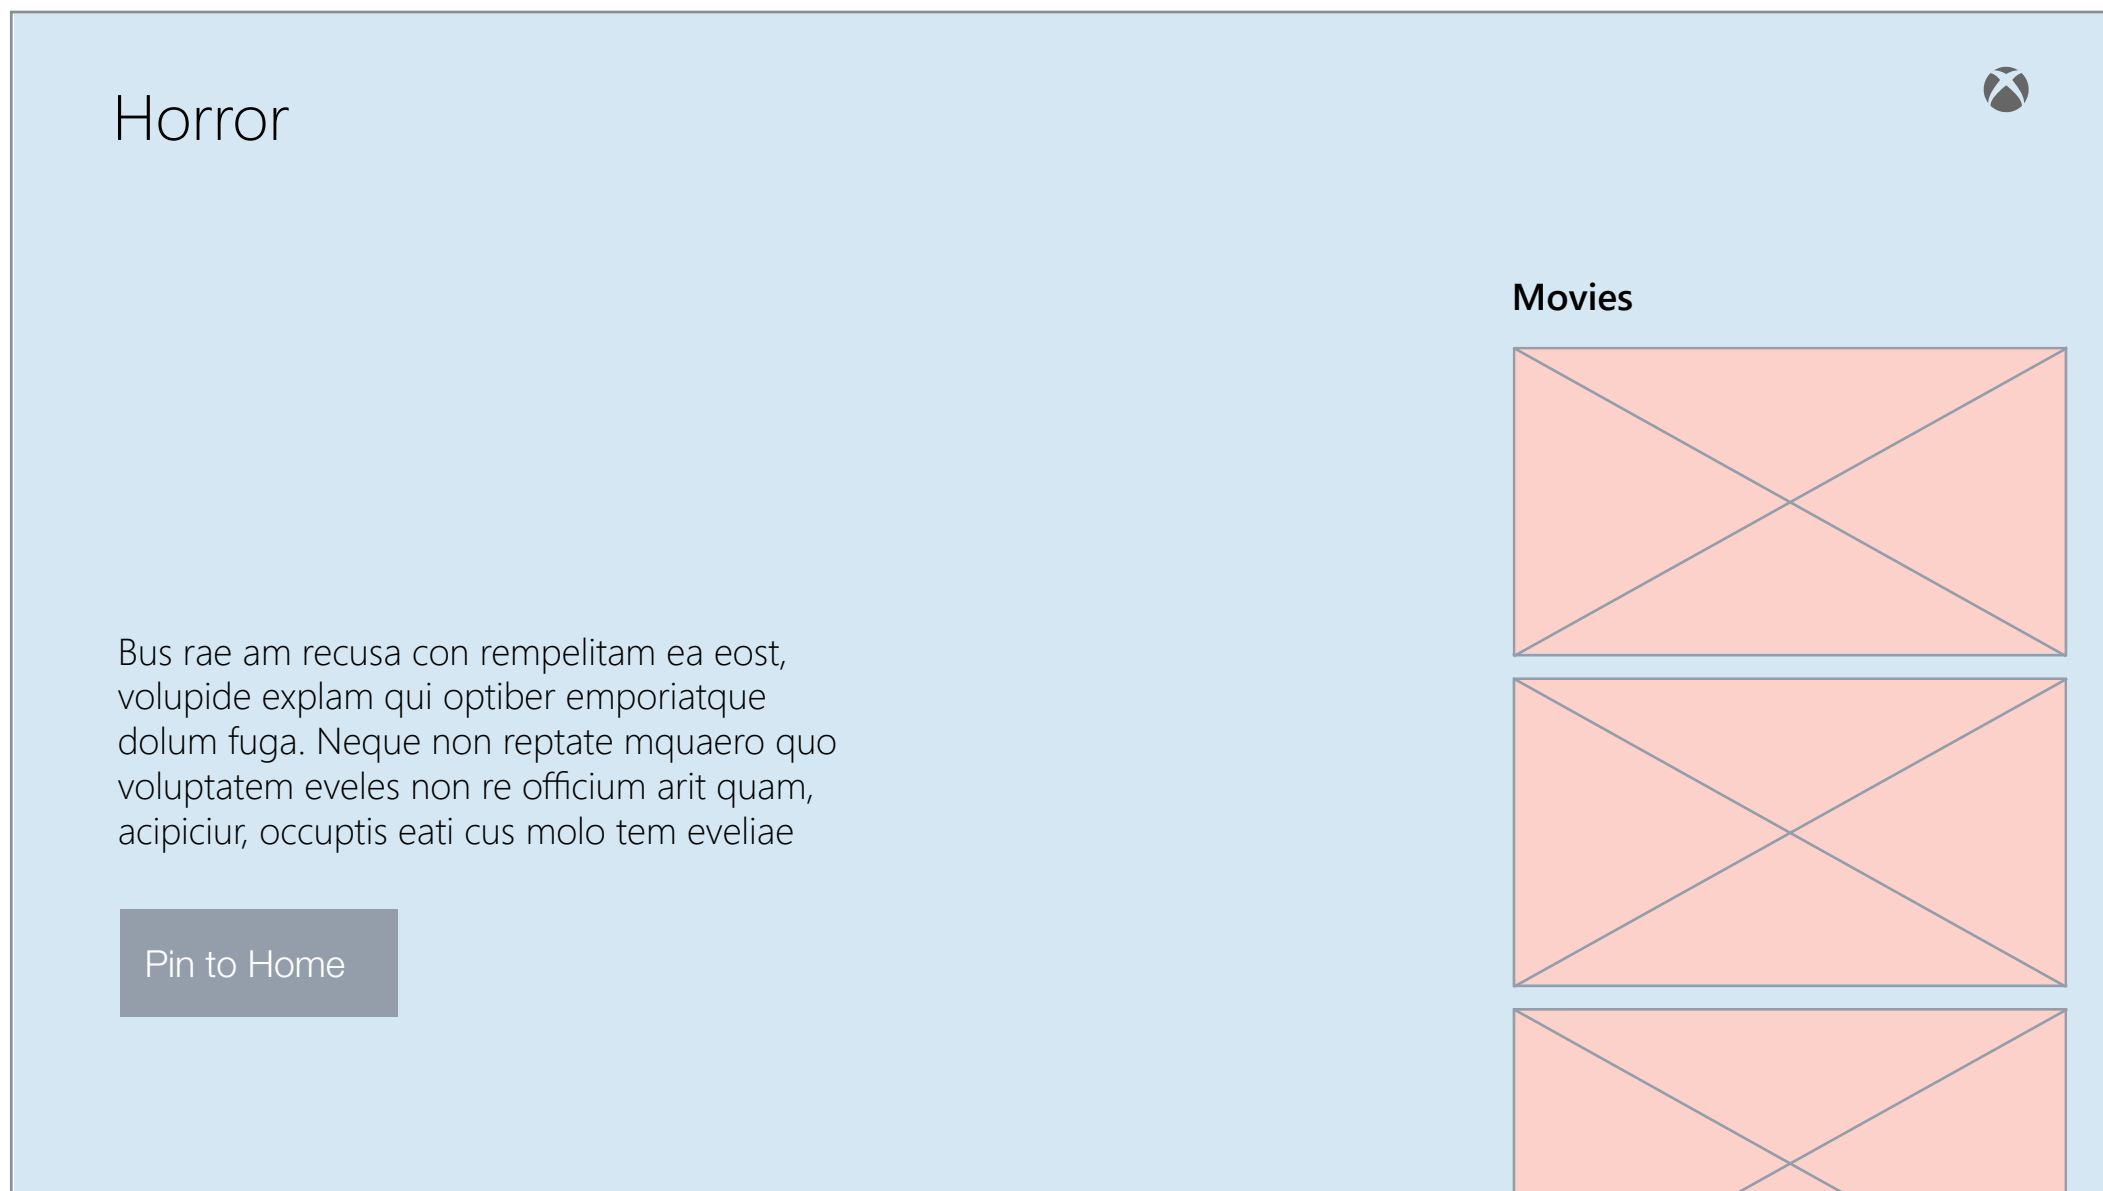 Horror
Movies
Bus rae am recusa con rempelitam ea eost,
volupide explam qui optiber emporiatque
dolum fuga. Neque non reptate mquaero quo
voluptatem eveles non re officium arit quam,
acipiciur, occuptis eati cus molo tem eveliae
Pin to Home